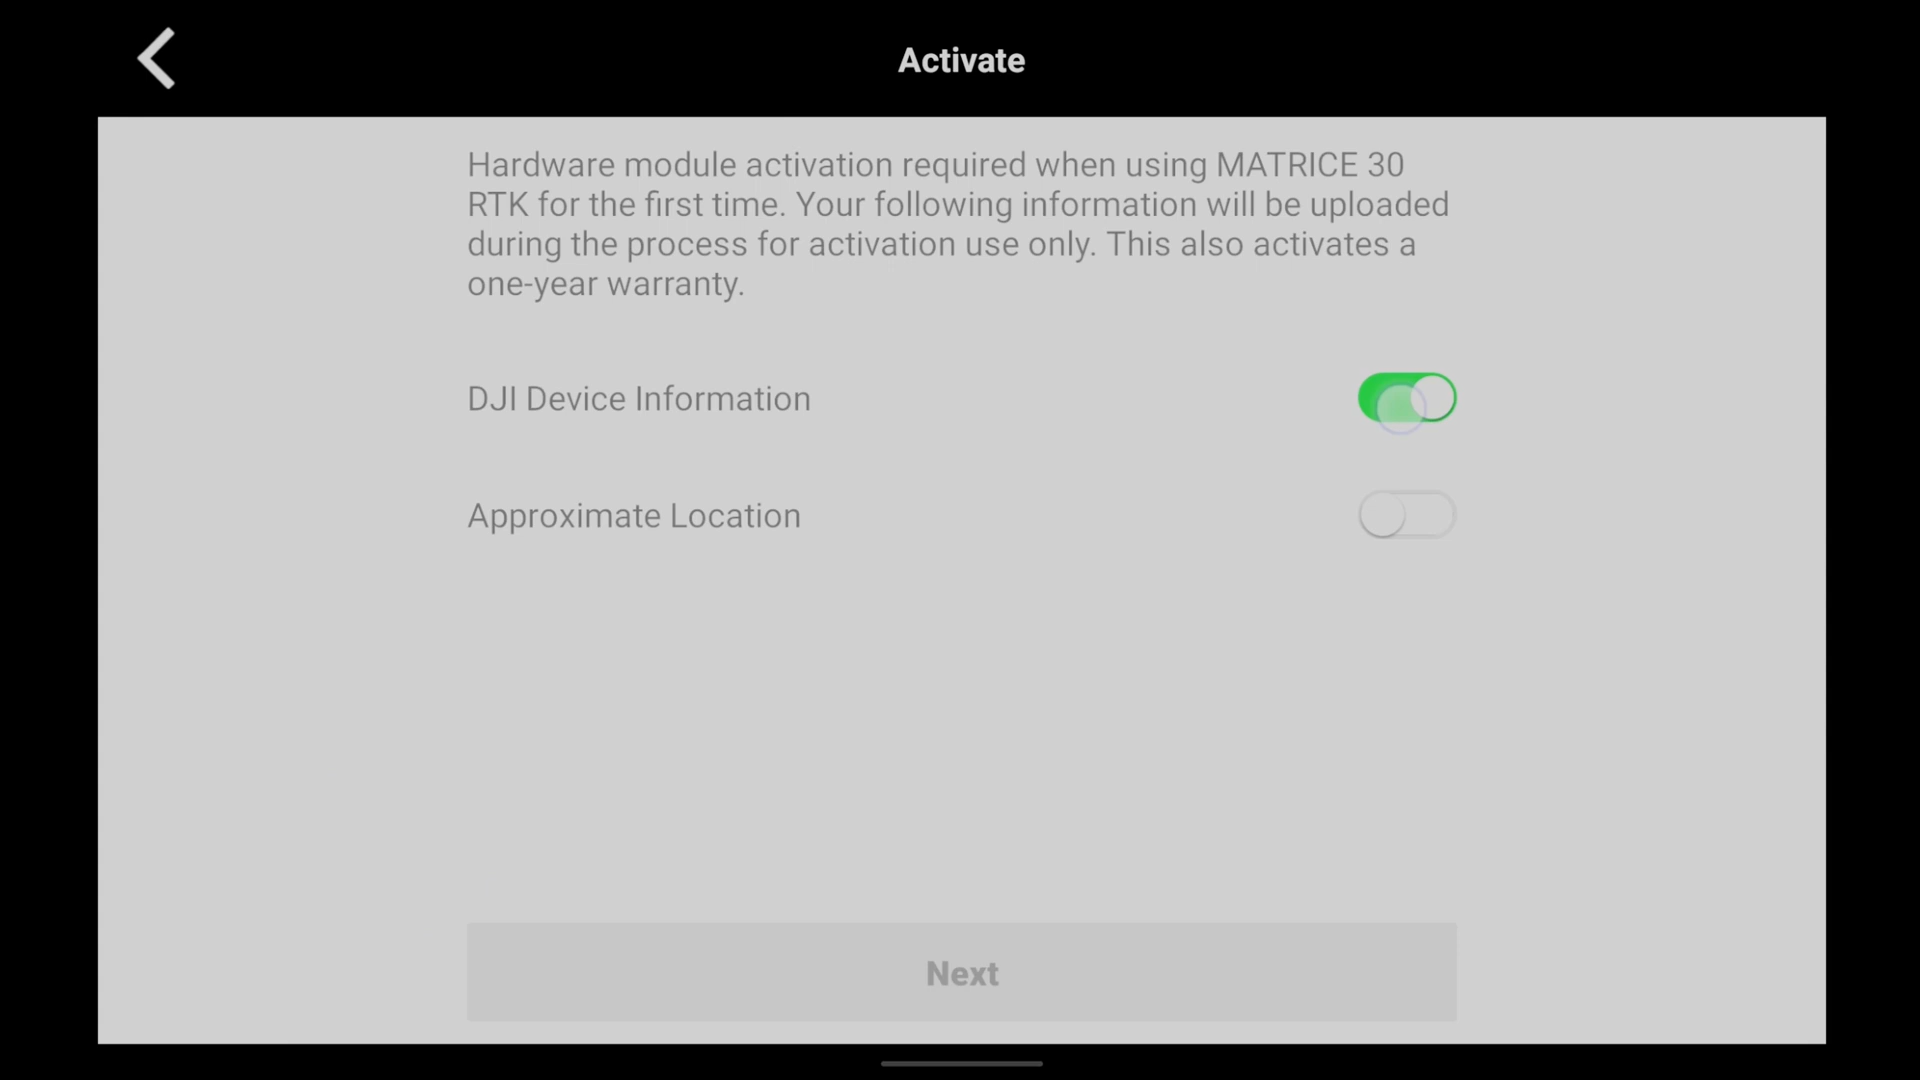 Activate
Hardware module activation required when using MATRICE 30
RTK for the first time. Your following information will be uploaded
during the process for activation use only. This also activates a
one-year warranty.
DJI Device Information
Approximate Location
Next